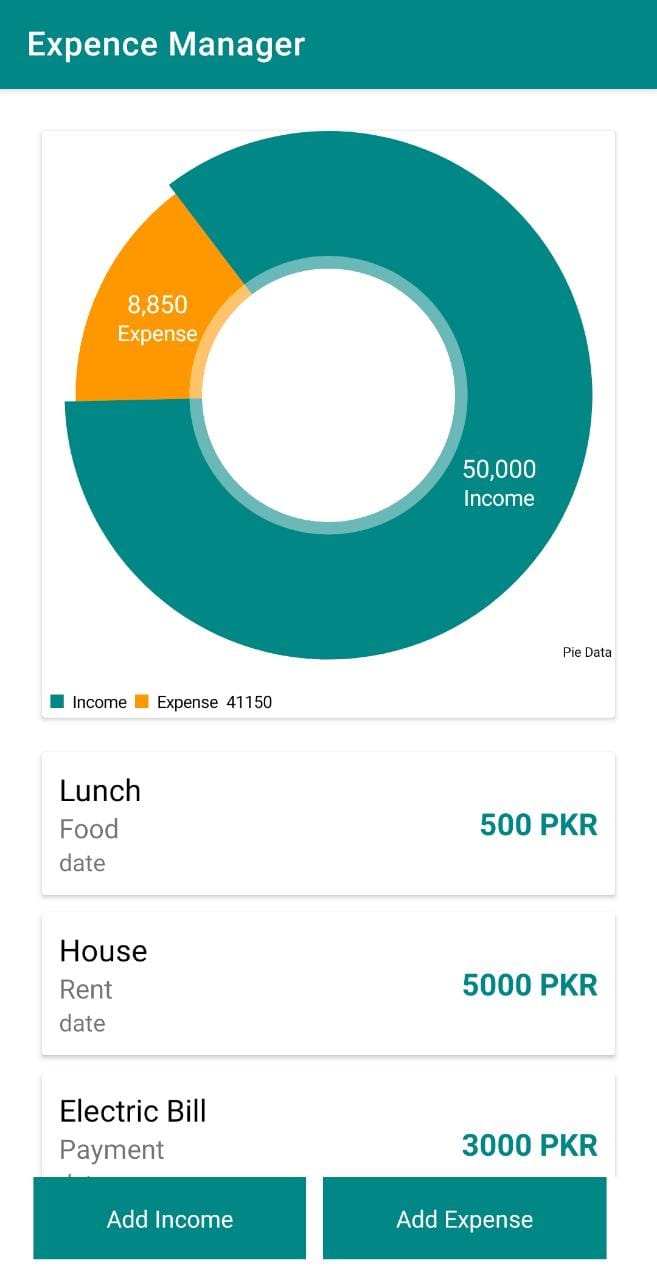 Expence Manager
8,850
Expense
50,000
Income
Pie Data
Income Expense 41150
Lunch
Food
500 PKR
date
House
Rent
5000 PKR
date
Electric Bill
Payment
3000 PKR
Add Income Add Expense